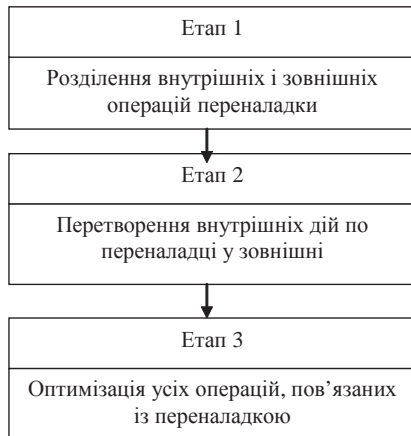 Етап 1
Розділення внутрішніх і зовнішніх
операцій переналадки
Етап 2
Перетворення внутрішніх дій по
переналадці у зовнішні
Етап 3
Оптимізація усіх операцій, пов’язаних
із переналадкою